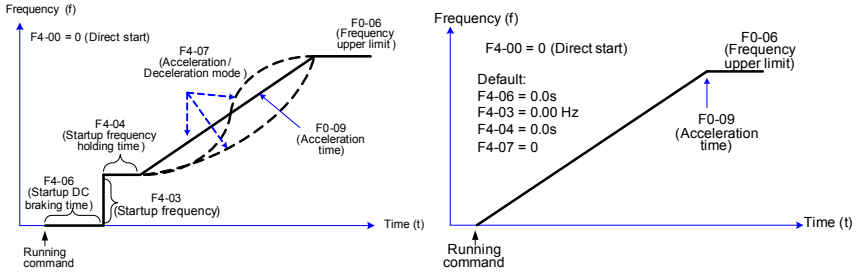 Frequency (f)
F4-00 = 0 (Direct start)
F4-07
(Acceleration/
Deceleration mode)
F0-06
(Frequency
upper limit)
F4-04
(Startup frequency
holding time)
F0-09
(Acceleration
time)
F4-06
(Startup DC
braking time)
F4-03
(Startup frequency)
Time (t)
Running
command
Frequency (f)
F4-00 = 0 (Direct start)
F0-06
(Frequency
upper limit)
Default:
F4-06 = 0.0s
F4-03 = 0.00 Hz
F4-04 = 0.0s
F4-07 = 0
F0-09
(Acceleration
time)
Time (t)
Running
command